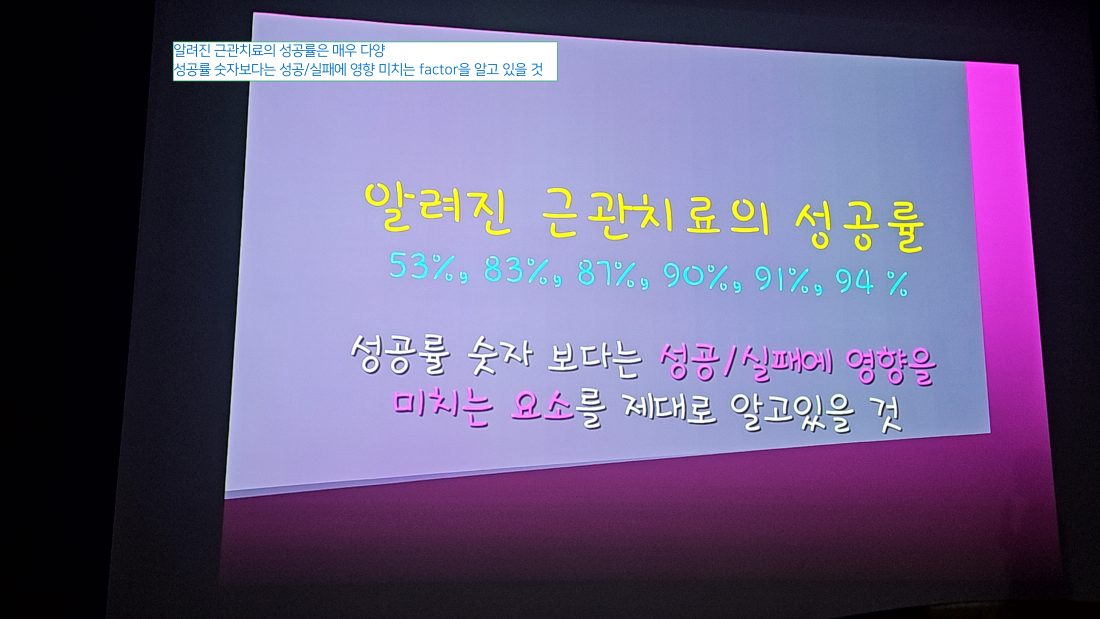 알려진 근관치료의 성공률은 매우 다양
성공률 숫자보다는 성공/실패에 영향 미치는 factor을 알고 있을 것
알려진 근관치료의 성공률
53%, 83%, 87%, 90%, 91%, 94 %
성공률 숫자 보다는 성공/실패에 영향을
미치는 요소를 제대로 알고있을 것